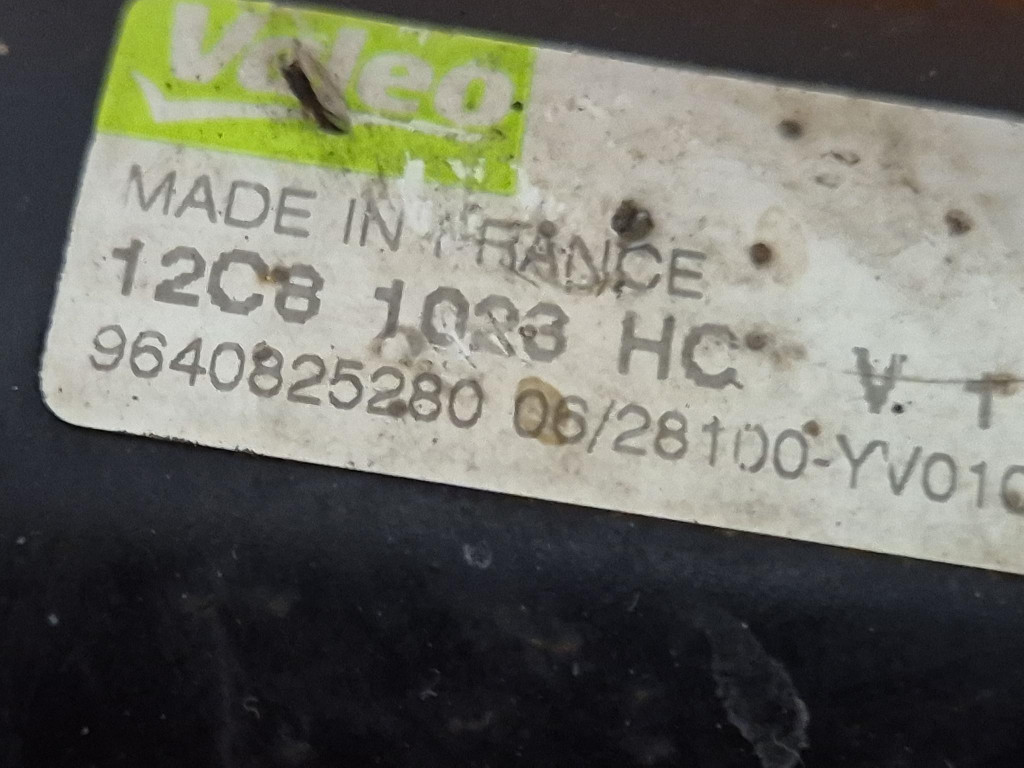 Valeo
MADE IN FRANCE
12C8 1023 HC V. T
9640825280 06/28100-YV010